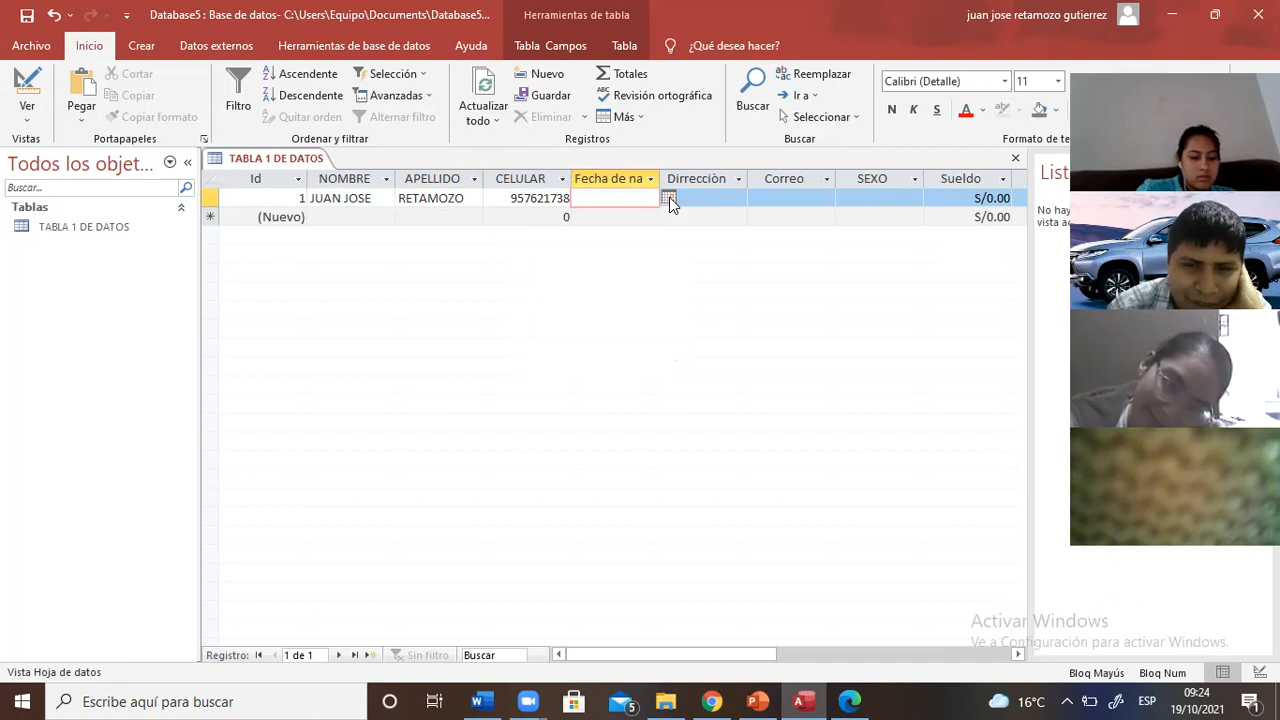 Database5 : Base de datos- C:\Users\Equipo\Documents\Database5...
Herramientas de tabla
juan jose retamozo gutierrez
Archivo Inicio Crear Datos externos Herramientas de base de datos Ayuda Tabla Campos Tabla ¿Qué desea hacer?
Ver
Vistas
Pegar
Cortar
Copiar
Copiar formato
Portapapeles
Filtro
Ascendente
Descendente
Quitar orden
Selección
Avanzadas
Alternar filtro
Ordenar y filtrar
Actualizar
todo
Nuevo
Guardar
Eliminar
Totales
Revisión ortográfica
Más
Registros
Buscar
Reemplazar
Ir a
Seleccionar
Buscar
Calibri (Detalle) 11
N K S A
Formato de te
Todos los objet...
Buscar...
Tablas
TABLA 1 DE DATOS
TABLA 1 DE DATOS
Id NOMBRE APELLIDO CELULAR Fecha de na Dirrecciòn Correo SEXO Sueldo
1 JUAN JOSE RETAMOZO 957621738 S/0.00
(Nuevo) 0 S/0.00
List
No hay
vista ac
Activar Windows
Ve a Configuración para activar Windows.
Registro: 1 de 1 Sin filtro Buscar
Vista Hoja de datos
Bloq Mayús Bloq Num
Escribe aquí para buscar
5
16°C
ESP
09:24
19/10/2021
1